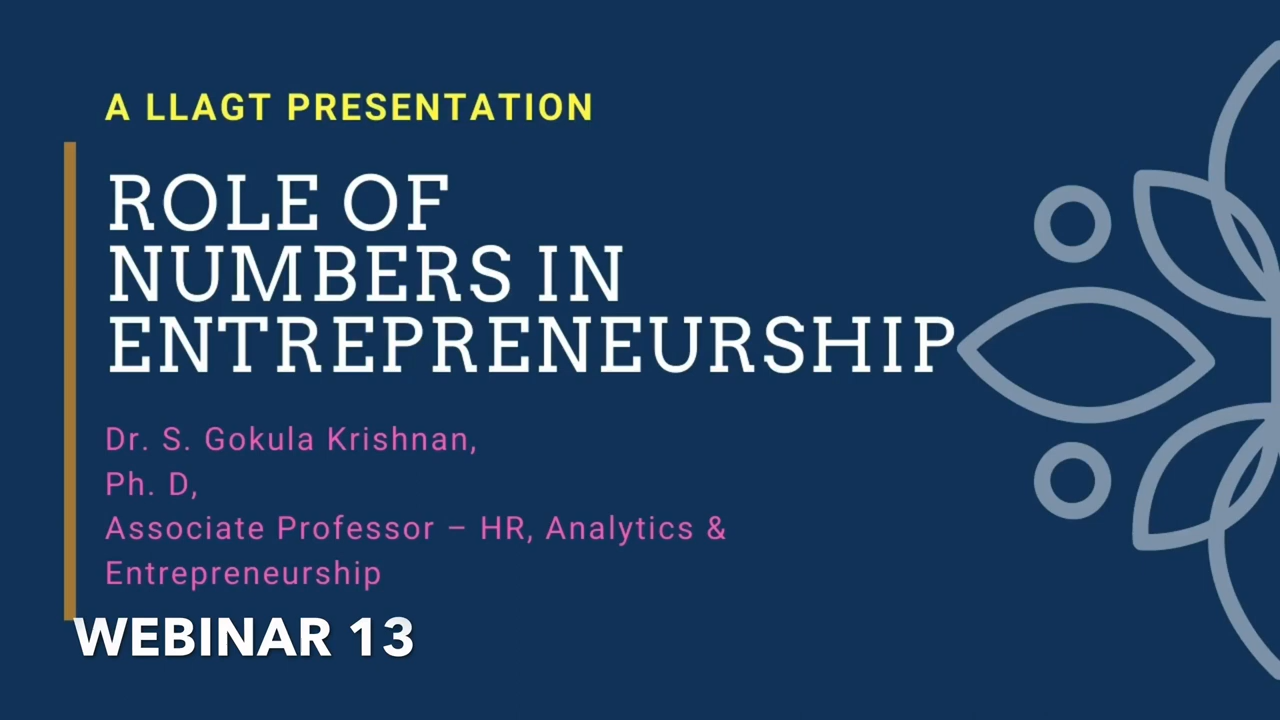 A LLAGT PRESENTATION
ROLE OF
NUMBERS IN
ENTREPRENEURSHIP
Dr. S. Gokula Krishnan,
Ph. D,
Associate Professor – HR, Analytics &
Entrepreneurship
WEBINAR 13